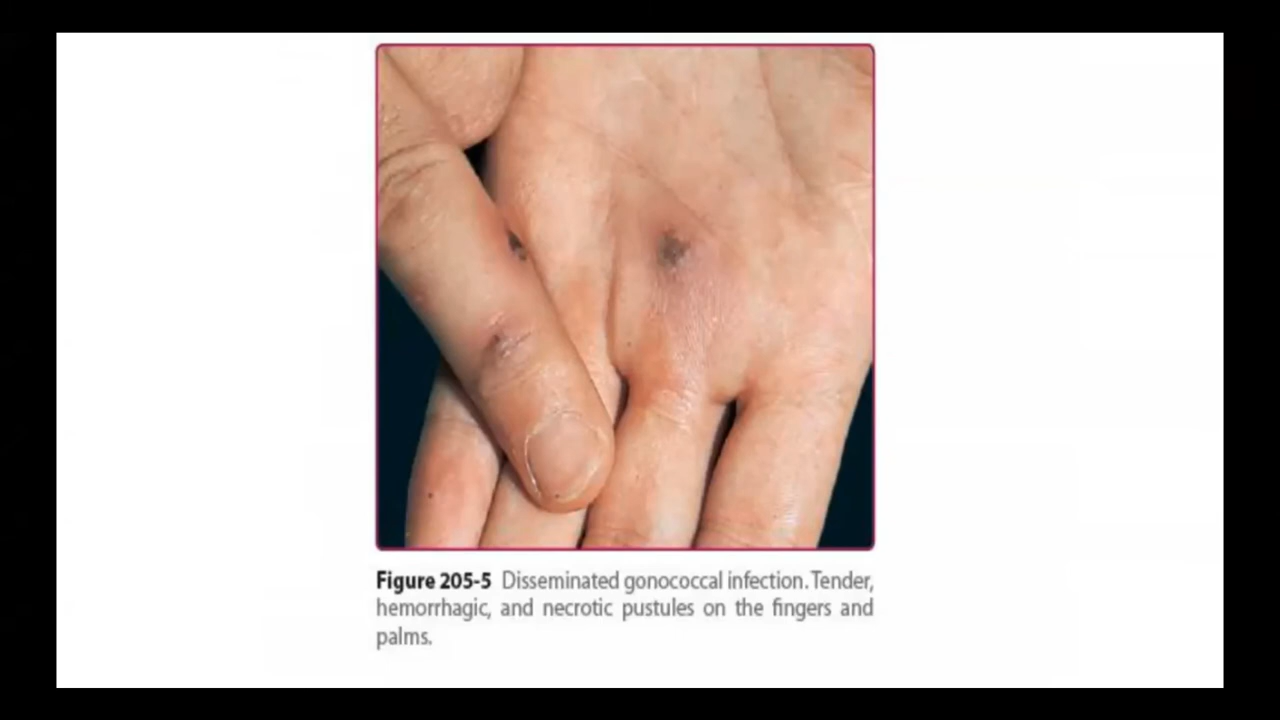 Figure 205-5 Disseminated gonococcal infection. Tender,
hemorrhagic, and necrotic pustules on the fingers and
palms.